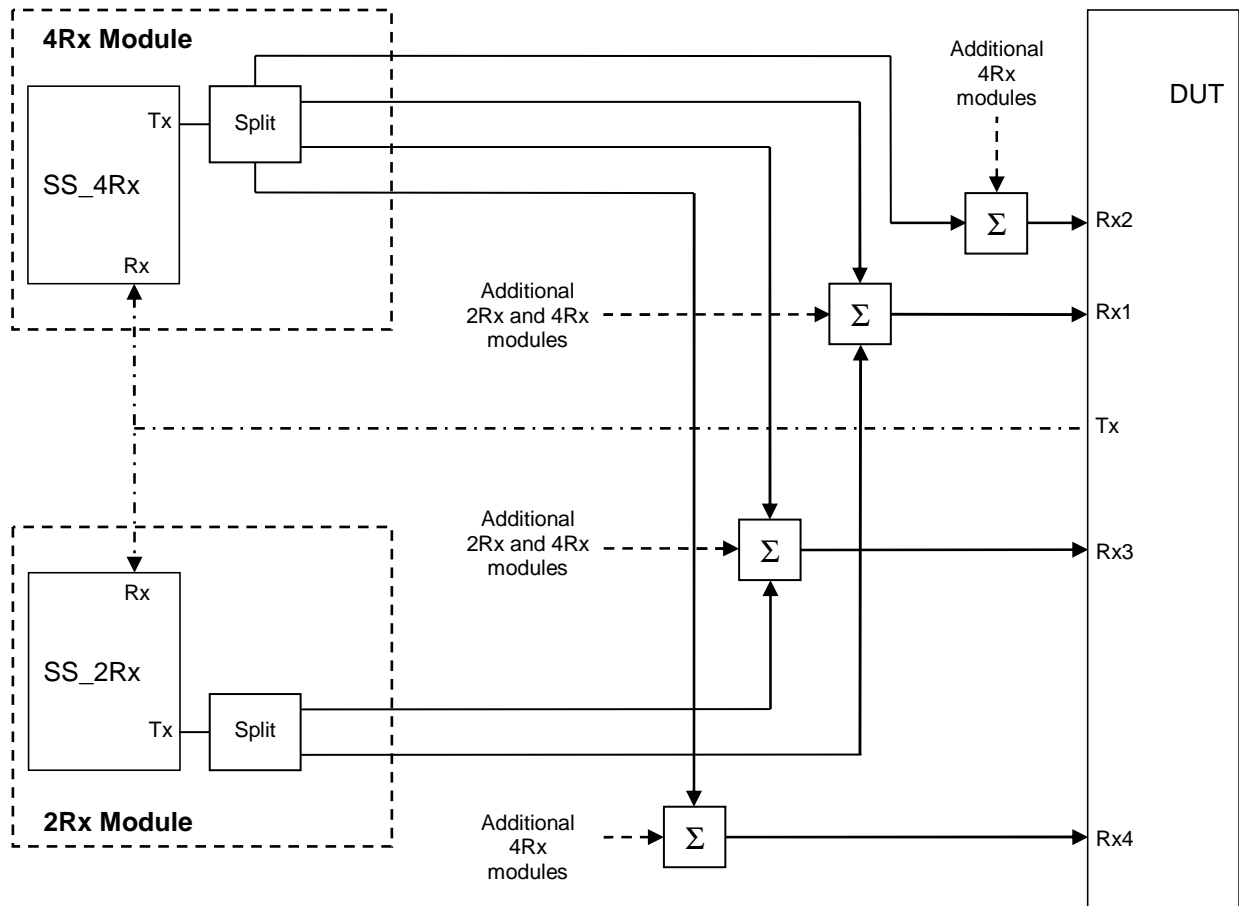 4Rx Module
Additional
4Rx
modules
DUT
Tx
Split
SS_4Rx
Rx
Σ
Rx2
Additional
2Rx and 4Rx
modules
Σ
Rx1
Tx
Additional
2Rx and 4Rx
modules
Σ
Rx3
Rx
SS_2Rx
Tx
Split
2Rx Module
Additional
4Rx
modules
Σ
Rx4